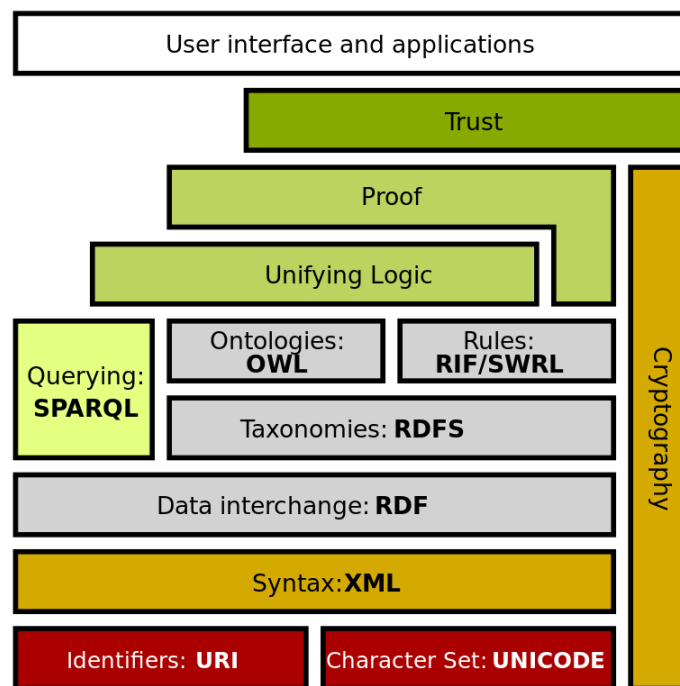 User interface and applications
Trust
Proof
Unifying Logic
Ontologies:
OWL
Rules:
RIF/SWRL
Querying:
SPARQL
Taxonomies: RDFS
Cryptography
Data interchange: RDF
Syntax:XML
Identifiers: URI
Character Set: UNICODE